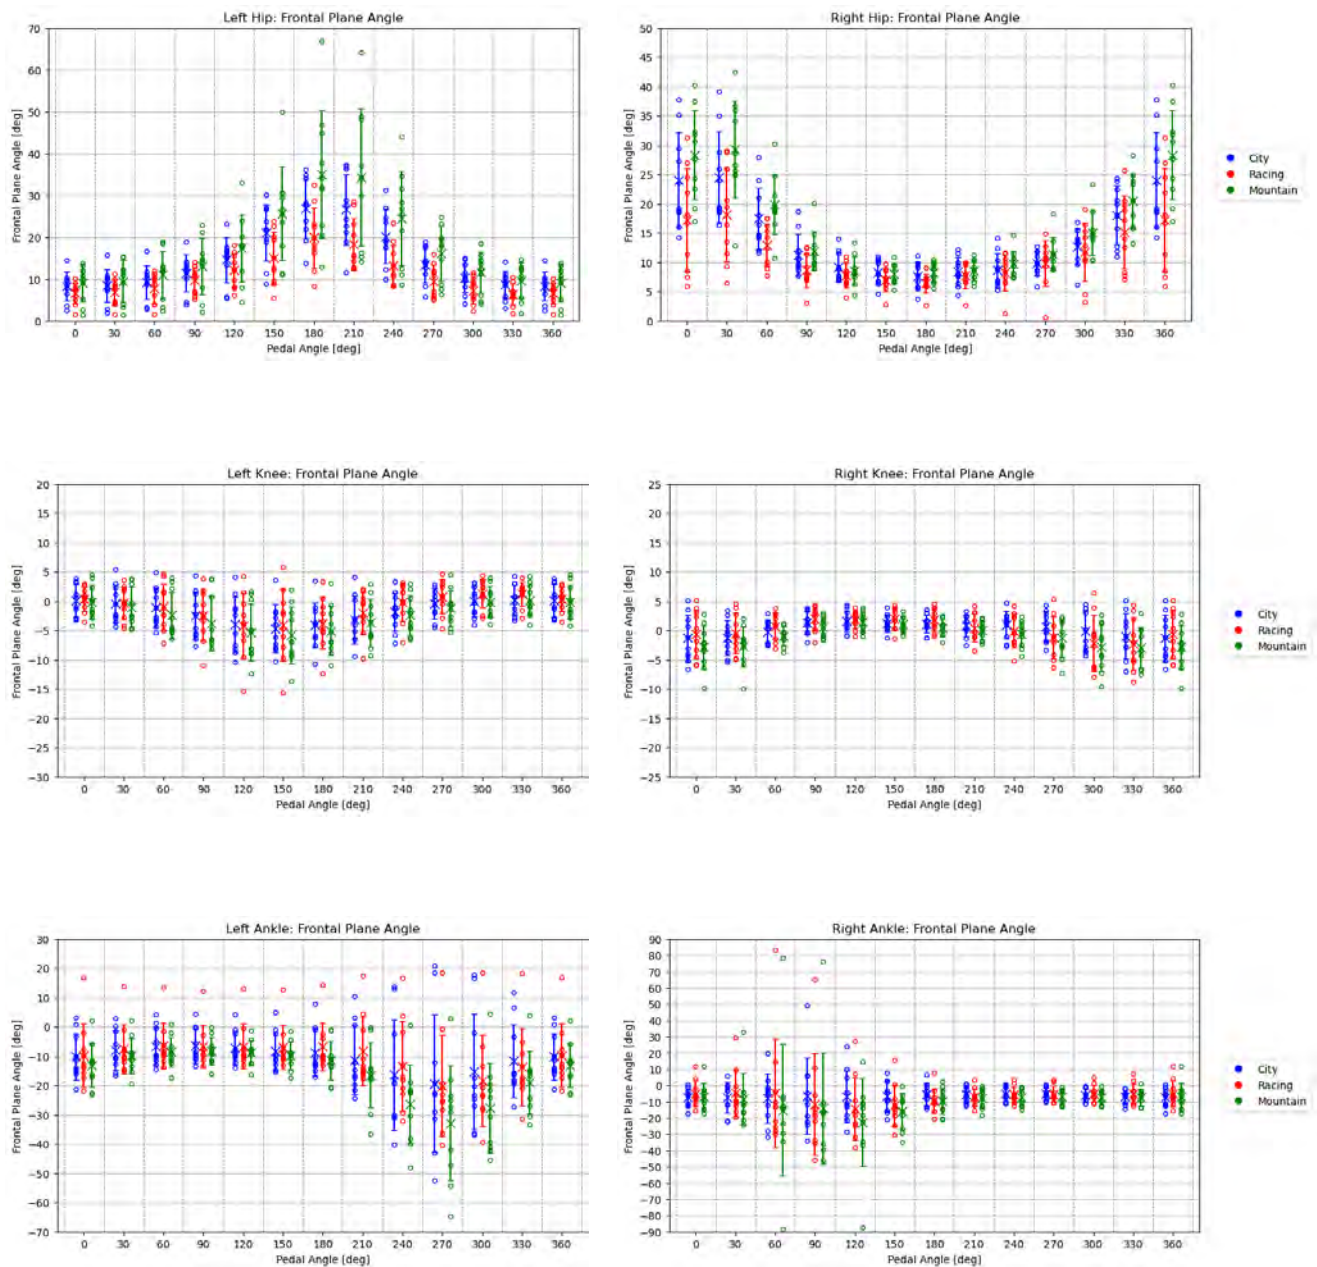 Left Hip: Frontal Plane Angle
Frontal Plane Angle [deg]
70
60
50
40
30
20
10
0
0 30 60 90 120 150 180 210 240 270 300 330 360
Pedal Angle [deg]
Right Hip: Frontal Plane Angle
Frontal Plane Angle [deg]
50
45
40
35
30
25
20
15
10
5
0
0 30 60 90 120 150 180 210 240 270 300 330 360
Pedal Angle [deg]
City
Racing
Mountain
Left Knee: Frontal Plane Angle
Frontal Plane Angle [deg]
20
15
10
5
0
−5
−10
−15
−20
−25
−30
0 30 60 90 120 150 180 210 240 270 300 330 360
Pedal Angle [deg]
Right Knee: Frontal Plane Angle
Frontal Plane Angle [deg]
25
20
15
10
5
0
−5
−10
−15
−20
−25
0 30 60 90 120 150 180 210 240 270 300 330 360
Pedal Angle [deg]
City
Racing
Mountain
Left Ankle: Frontal Plane Angle
Frontal Plane Angle [deg]
30
20
10
0
−10
−20
−30
−40
−50
−60
−70
0 30 60 90 120 150 180 210 240 270 300 330 360
Pedal Angle [deg]
Right Ankle: Frontal Plane Angle
Frontal Plane Angle [deg]
90
80
70
60
50
40
30
20
10
0
−10
−20
−30
−40
−50
−60
−70
−80
−90
0 30 60 90 120 150 180 210 240 270 300 330 360
Pedal Angle [deg]
City
Racing
Mountain